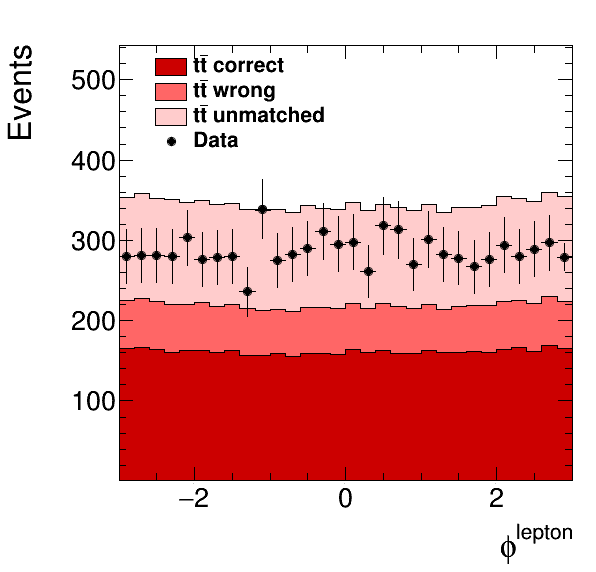 Events
500
400
300
200
100
tt̄ correct
tt̄ wrong
tt̄ unmatched
Data
−2 0 2
ϕ^lepton